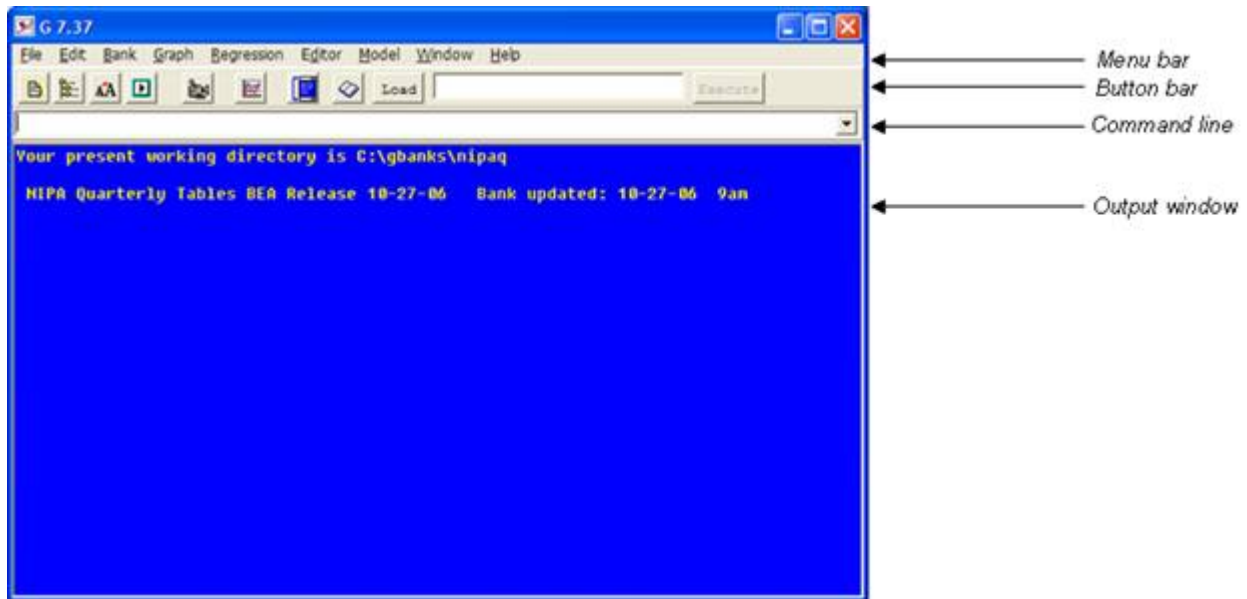 G 7.37
File Edit Bank Graph Regression Editor Model Window Help
Menu bar
Load Execute
Button bar
Command line
Your present working directory is C:\gbanks\nipaq
NIPA Quarterly Tables BEA Release 10-27-06 Bank updated: 10-27-06 9am
Output window